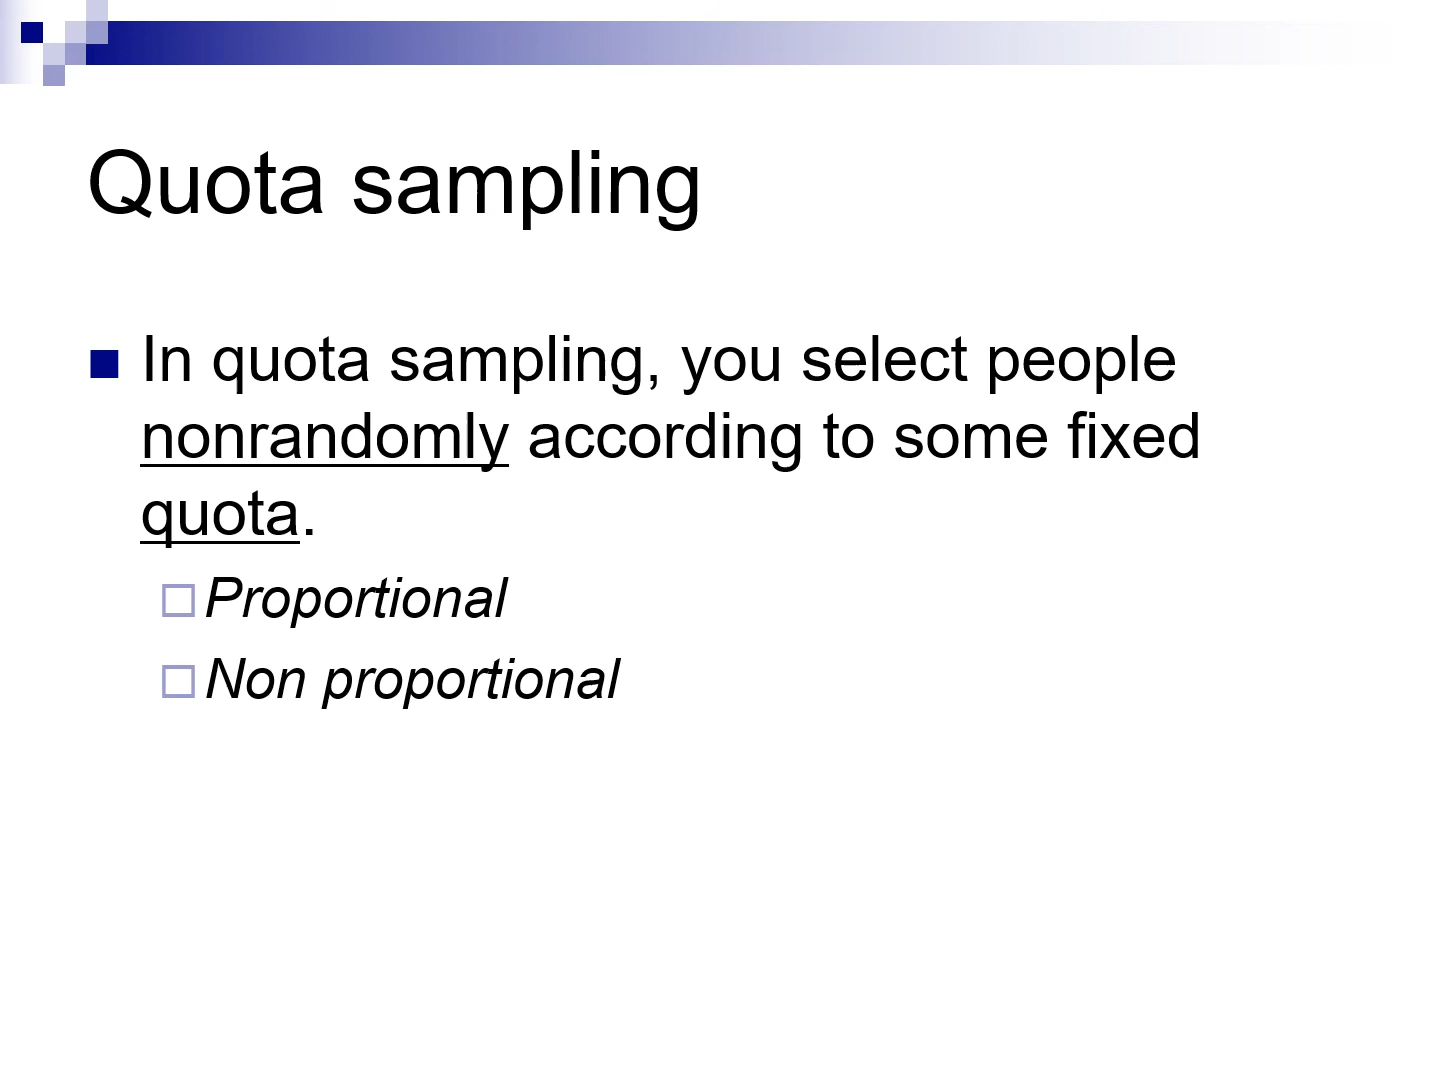 Quota sampling
In quota sampling, you select people
nonrandomly according to some fixed
quota.
Proportional
Non proportional